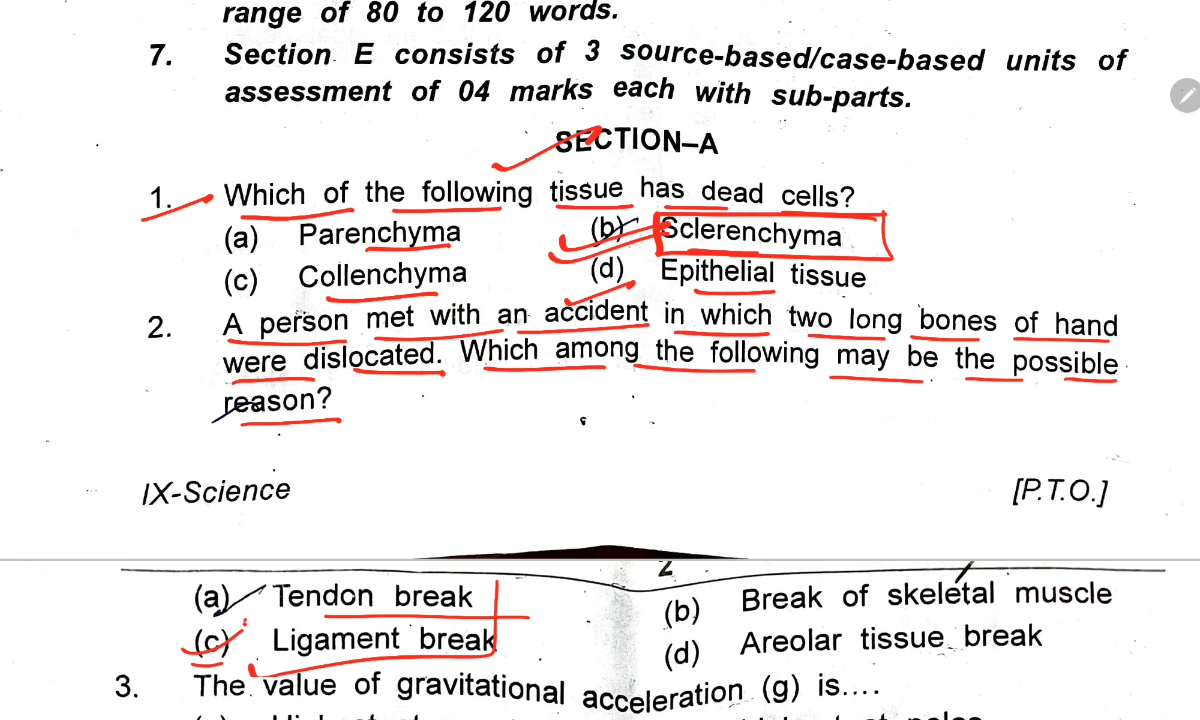 range of 80 to 120 words.
7. Section E consists of 3 source-based/case-based units of
assessment of 04 marks each with sub-parts.
SECTION–A
1. Which of the following tissue has dead cells?
(a) Parenchyma (b) Sclerenchyma
(c) Collenchyma (d) Epithelial tissue
2. A person met with an accident in which two long bones of hand
were dislocated. Which among the following may be the possible
reason?
IX-Science [P.T.O.]
2
(a) Tendon break (b) Break of skeletal muscle
(c) Ligament break (d) Areolar tissue break
3. The value of gravitational acceleration (g) is....